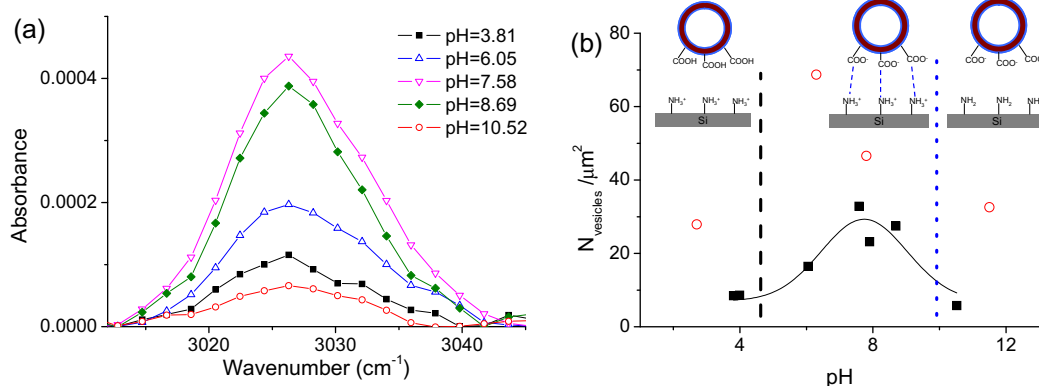 (a)
pH=3.81
pH=6.05
pH=7.58
pH=8.69
pH=10.52
0.0004
0.0002
0.0000
Absorbance
3020
3030
3040
Wavenumber (cm⁻¹)
(b)
80
60
40
20
0
N_vesicles /μm²
4
8
12
pH
COOH COOH COOH
NH₃⁺ NH₃⁺ NH₃⁺
Si
COO⁻ COO⁻ COO⁻
NH₃⁺ NH₃⁺ NH₃⁺
Si
COO⁻ COO⁻ COO⁻
NH₂ NH₂ NH₂
Si